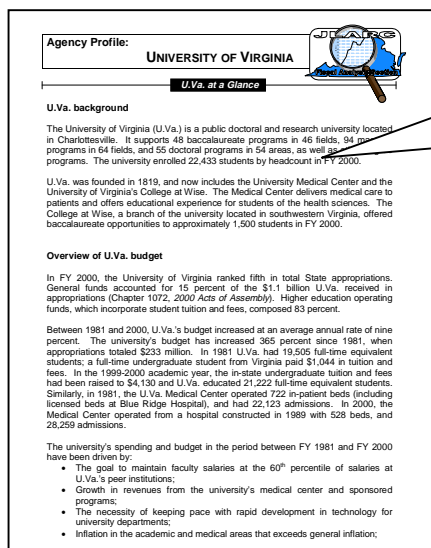 Agency Profile:
UNIVERSITY OF VIRGINIA
JLARC
Fiscal Analysis Section
U.Va. at a Glance
U.Va. background
The University of Virginia (U.Va.) is a public doctoral and research university located
in Charlottesville. It supports 48 baccalaureate programs in 46 fields, 94
programs in 64 fields, and 55 doctoral programs in 54 areas, as well as
programs. The university enrolled 22,433 students by headcount in FY 2000.
U.Va. was founded in 1819, and now includes the University Medical Center and the
University of Virginia's College at Wise. The Medical Center delivers medical care to
patients and offers educational experience for students of the health sciences. The
College at Wise, a branch of the university located in southwestern Virginia, offered
baccalaureate opportunities to approximately 1,500 students in FY 2000.
Overview of U.Va. budget
In FY 2000, the University of Virginia ranked fifth in total State appropriations.
General funds accounted for 15 percent of the $1.1 billion U.Va. received in
appropriations (Chapter 1072, 2000 Acts of Assembly). Higher education operating
funds, which incorporate student tuition and fees, composed 83 percent.
Between 1981 and 2000, U.Va.'s budget increased at an average annual rate of nine
percent. The university's budget has increased 365 percent since 1981, when
appropriations totaled $233 million. In 1981 U.Va. had 19,505 full-time equivalent
students; a full-time undergraduate student from Virginia paid $1,044 in tuition and
fees. In the 1999-2000 academic year, the in-state undergraduate tuition and fees
had been raised to $4,130 and U.Va. educated 21,222 full-time equivalent students.
Similarly, in 1981, the U.Va. Medical Center operated 722 in-patient beds (including
licensed beds at Blue Ridge Hospital), and had 22,123 admissions. In 2000, the
Medical Center operated from a hospital constructed in 1989 with 528 beds, and
28,259 admissions.
The university's spending and budget in the period between FY 1981 and FY 2000
have been driven by:
• The goal to maintain faculty salaries at the 60th percentile of salaries at
U.Va.'s peer institutions;
• Growth in revenues from the university's medical center and sponsored
programs;
• The necessity of keeping pace with rapid development in technology for
university departments;
• Inflation in the academic and medical areas that exceeds general inflation;